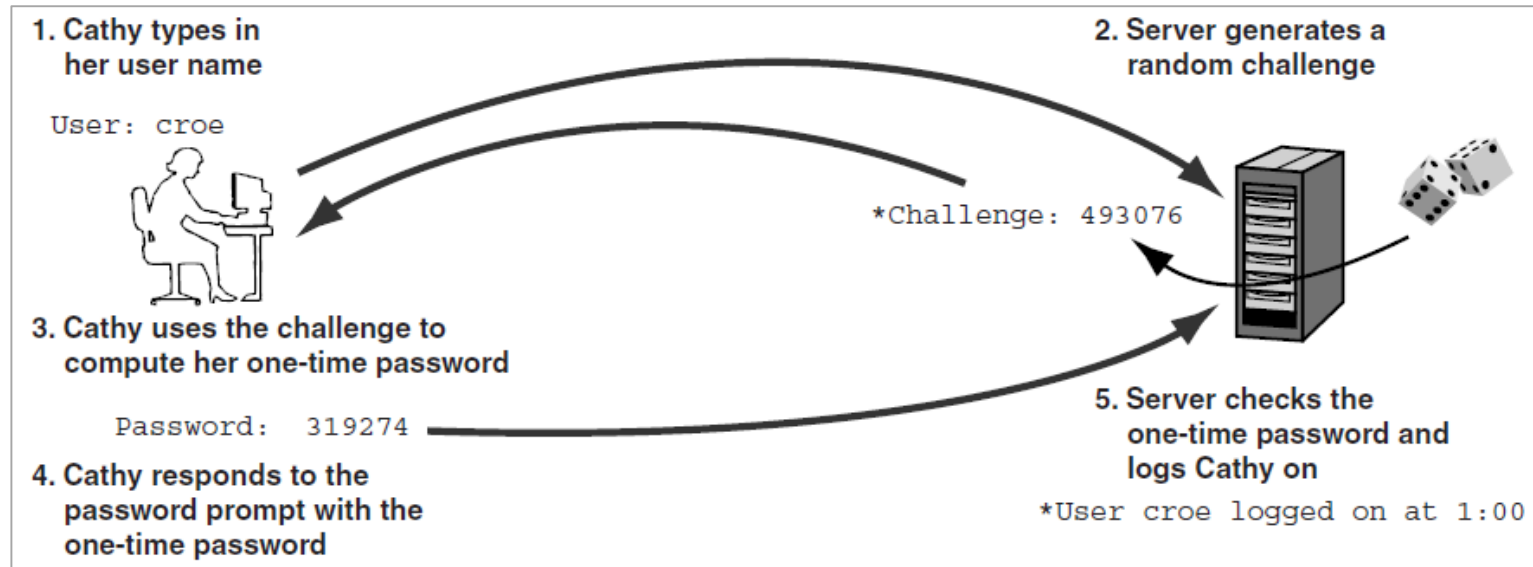 1. Cathy types in
her user name
User: croe
2. Server generates a
random challenge
*Challenge: 493076
3. Cathy uses the challenge to
compute her one-time password
Password: 319274
4. Cathy responds to the
password prompt with the
one-time password
5. Server checks the
one-time password and
logs Cathy on
*User croe logged on at 1:00